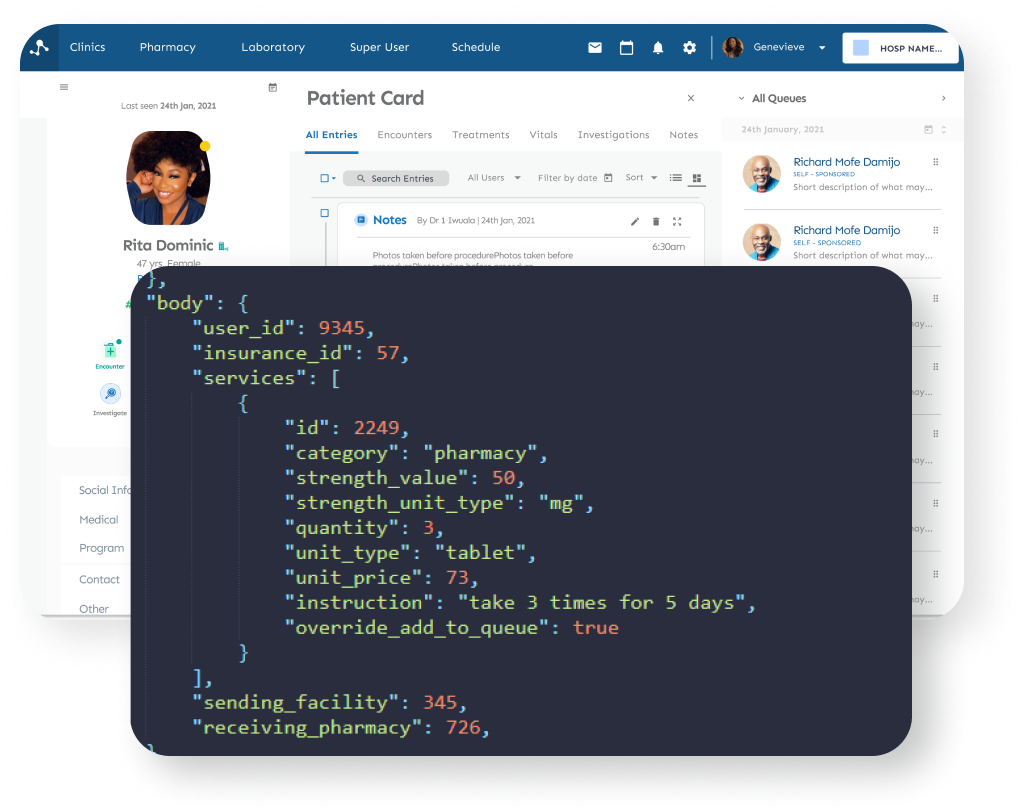 Clinics
Pharmacy
Laboratory
Super User
Schedule
Genevieve
HOSP NAME...
Last seen 24th Jan, 2021
Rita Dominic
47 yrs, Female
Encounter
Investigate
Social Info
Medical
Program
Contact
Other
Patient Card
All Entries
Encounters
Treatments
Vitals
Investigations
Notes
Search Entries
All Users
Filter by date
Sort
Notes By Dr 1 Iwuala | 24th Jan, 2021
6:30am
Photos taken before procedurePhotos taken before
procedurePhotos taken before procedure
All Queues
24th January, 2021
Richard Mofe Damijo
SELF - SPONSORED
Short description of what may...
Richard Mofe Damijo
SELF - SPONSORED
Short description of what may...
may...
may...
may...
may...
may...
},
"body": {
"user_id": 9345,
"insurance_id": 57,
"services": [
{
"id": 2249,
"category": "pharmacy",
"strength_value": 50,
"strength_unit_type": "mg",
"quantity": 3,
"unit_type": "tablet",
"unit_price": 73,
"instruction": "take 3 times for 5 days",
"override_add_to_queue": true
}
],
"sending_facility": 345,
"receiving_pharmacy": 726,
}